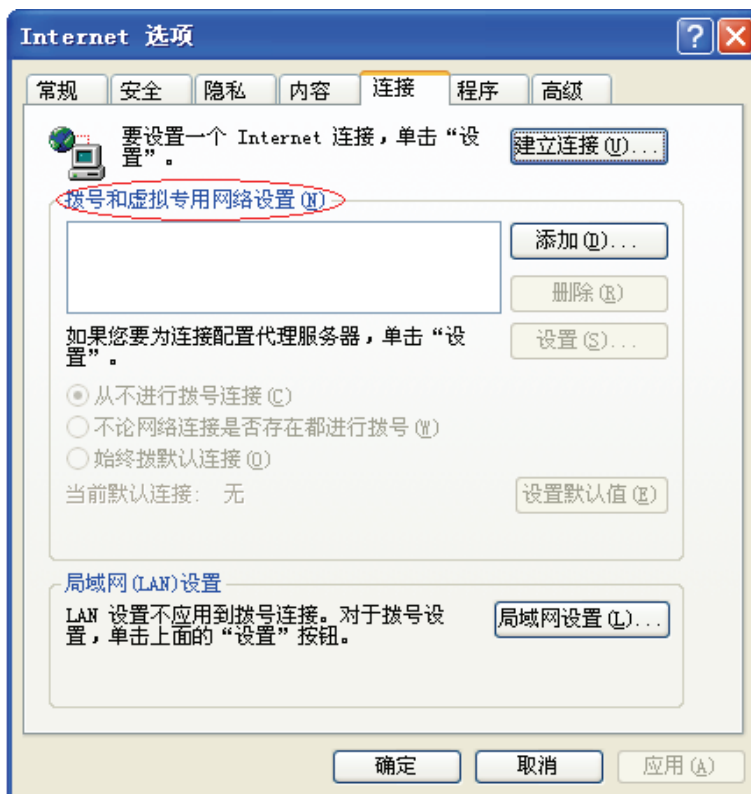 Internet 选项
常规 安全 隐私 内容 连接 程序 高级
要设置一个 Internet 连接，单击“设
置”。
建立连接(U)...
拨号和虚拟专用网络设置(N)
添加(D)...
删除(R)
如果您要为连接配置代理服务器，单击“设
置”。
设置(S)...
从不进行拨号连接(C)
不论网络连接是否存在都进行拨号(W)
始终拨默认连接(O)
当前默认连接： 无
设置默认值(E)
局域网(LAN)设置
LAN 设置不应用到拨号连接。对于拨号设
置，单击上面的“设置”按钮。
局域网设置(L)...
确定 取消 应用(A)